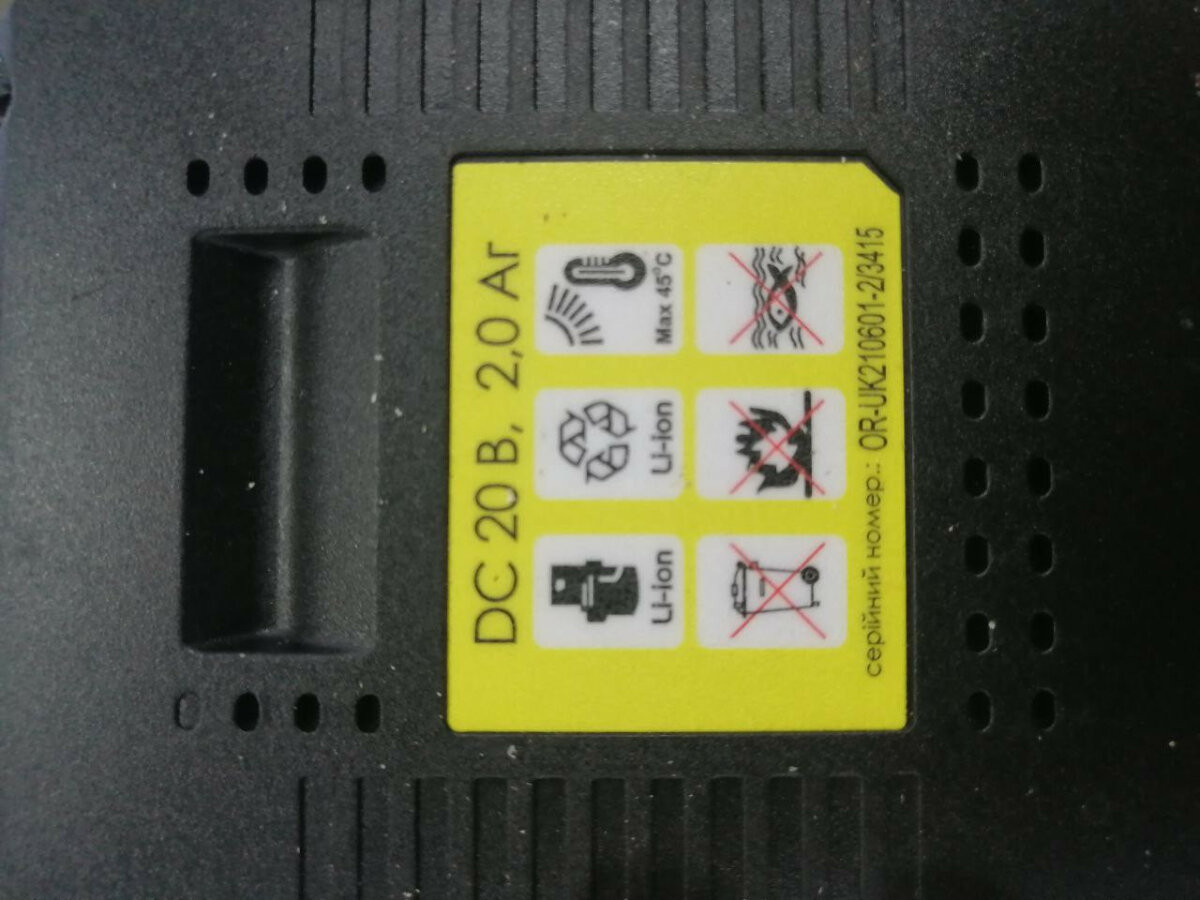 DC 20 В, 2,0 Аг
Li-ion
Li-ion
Max 45°C
серійний номер.: OR-UK210601-2/3415